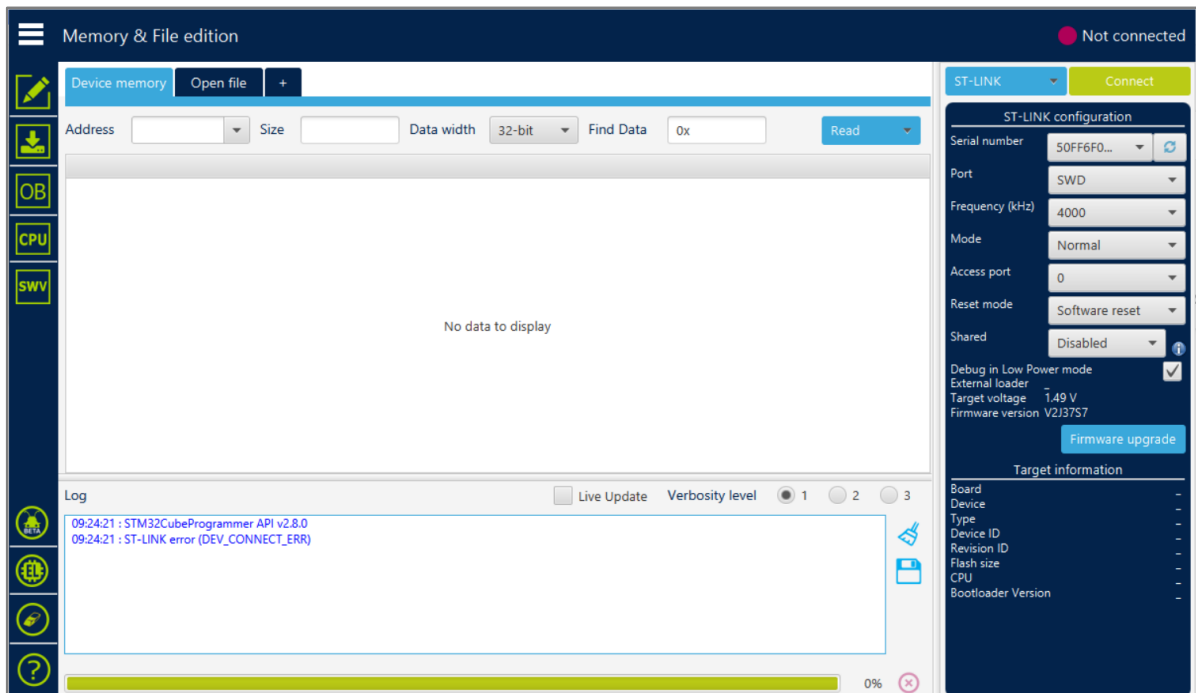 Memory & File edition
Not connected
Device memory Open file +
Address Size Data width 32-bit Find Data 0x Read
No data to display
Log Live Update Verbosity level 1 2 3
09:24:21 : STM32CubeProgrammer API v2.8.0
09:24:21 : ST-LINK error (DEV_CONNECT_ERR)
0%
OB
CPU
SWV
BETA
?
ST-LINK Connect
ST-LINK configuration
Serial number 50FF6F0...
Port SWD
Frequency (kHz) 4000
Mode Normal
Access port 0
Reset mode Software reset
Shared Disabled
Debug in Low Power mode
External loader _
Target voltage 1.49 V
Firmware version V2J37S7
Firmware upgrade
Target information
Board _
Device _
Type _
Device ID _
Revision ID _
Flash size _
CPU _
Bootloader Version _